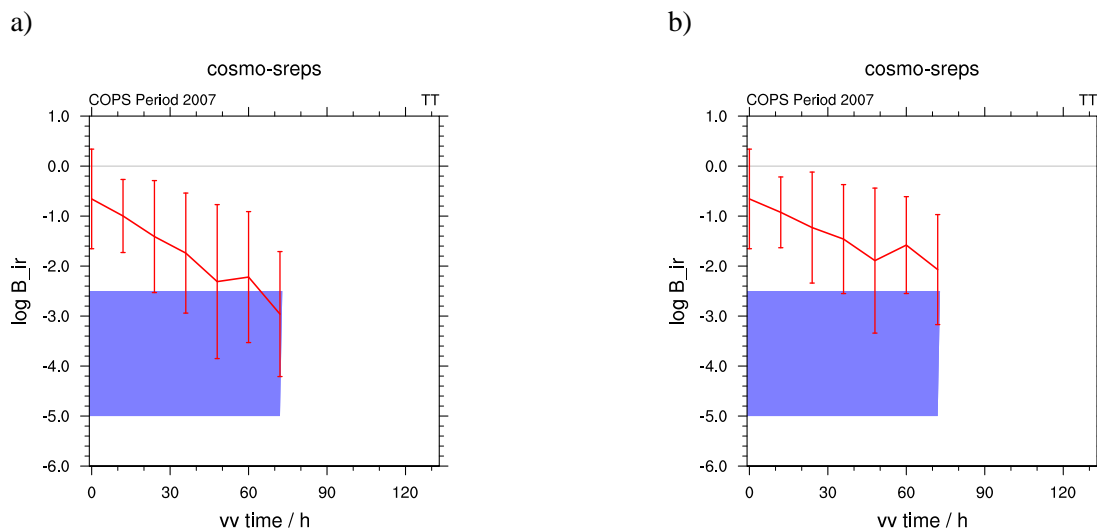 a)
cosmo-sreps
COPS Period 2007 TT
1.0
0.0
-1.0
-2.0
-3.0
-4.0
-5.0
-6.0
log B_ir
0 30 60 90 120
vv time / h
b)
cosmo-sreps
COPS Period 2007 TT
1.0
0.0
-1.0
-2.0
-3.0
-4.0
-5.0
-6.0
log B_ir
0 30 60 90 120
vv time / h